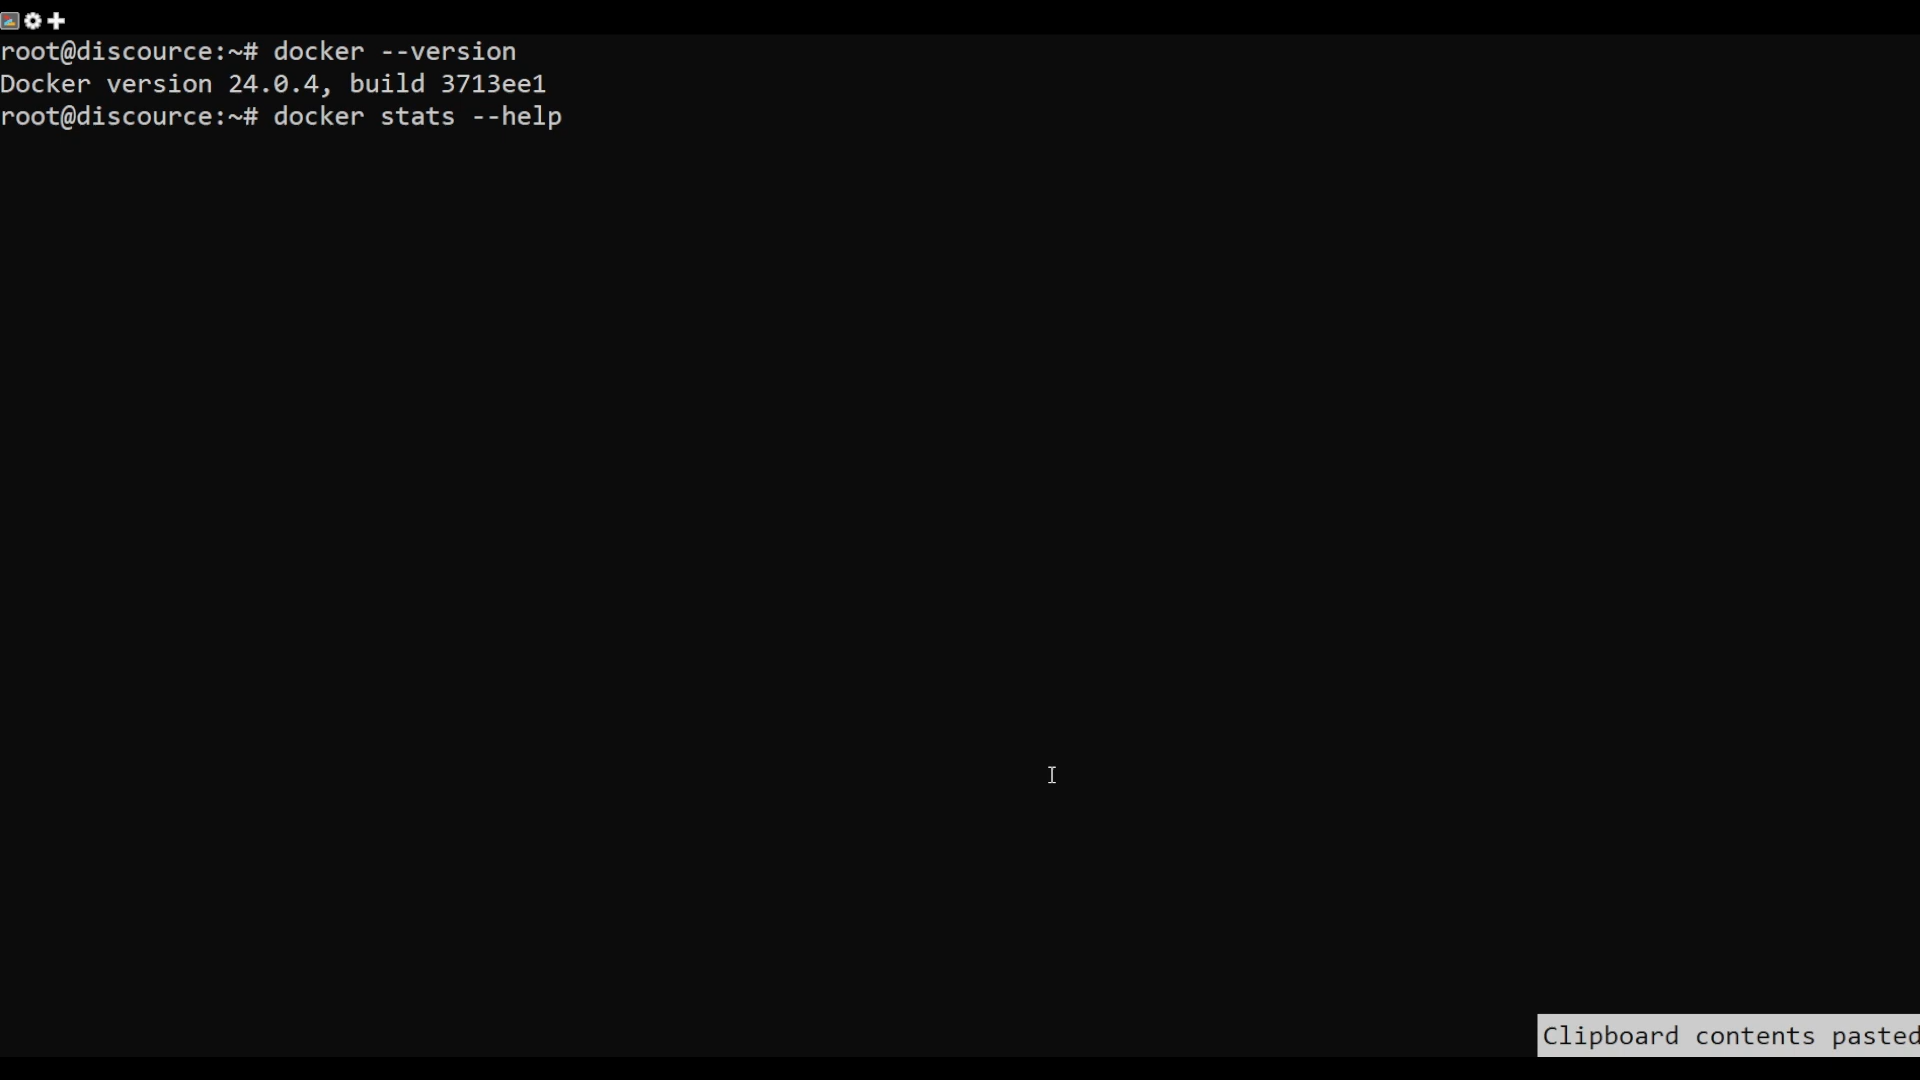 root@discource:~# docker --version
Docker version 24.0.4, build 3713ee1
root@discource:~# docker stats --help
Clipboard contents pasted